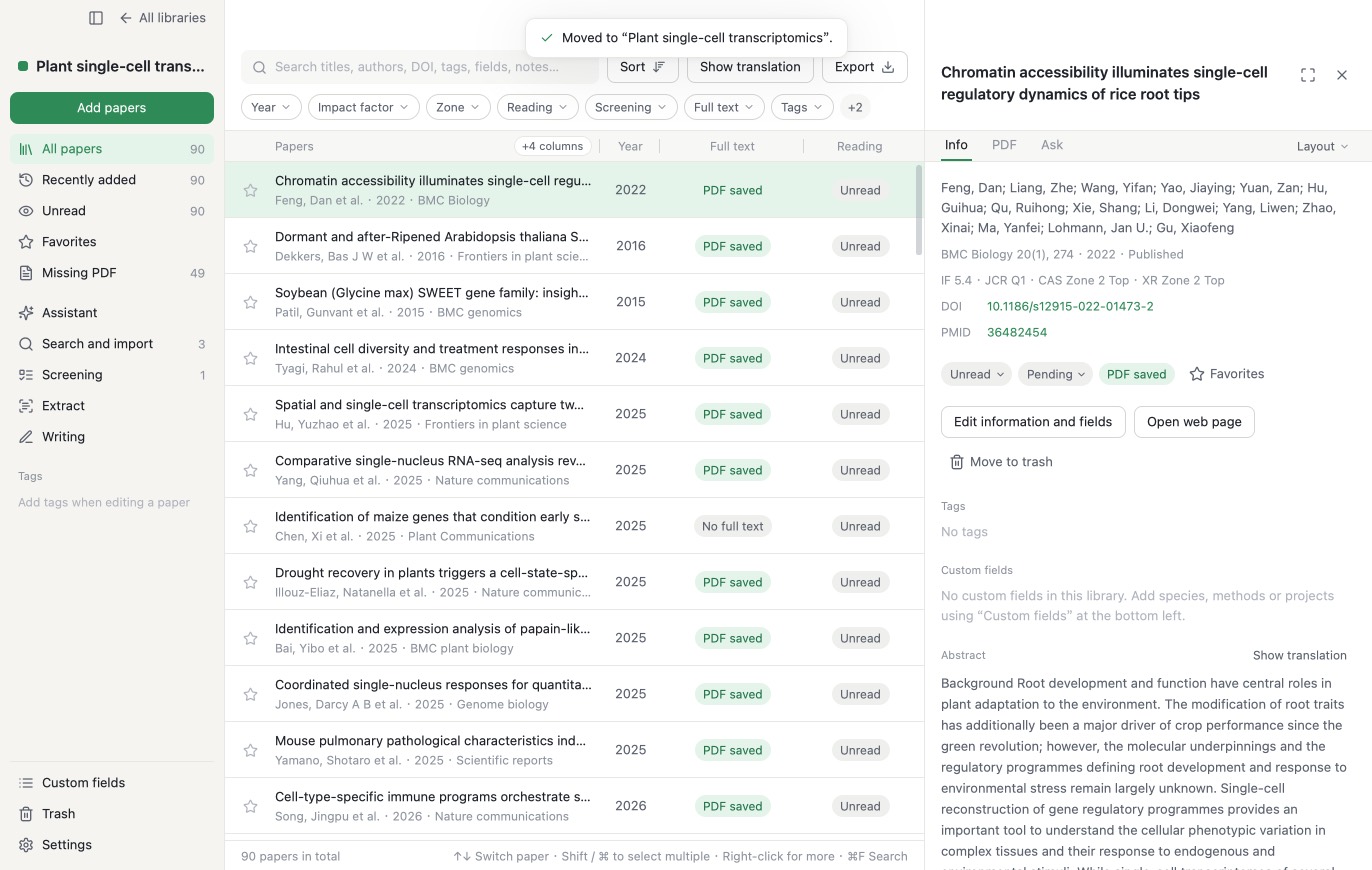 All libraries
Moved to “Plant single-cell transcriptomics”.
Plant single-cell trans...
Add papers
All papers 90
Recently added 90
Unread 90
Favorites
Missing PDF 49
Assistant
Search and import 3
Screening 1
Extract
Writing
Tags
Add tags when editing a paper
Custom fields
Trash
Settings
Search titles, authors, DOI, tags, fields, notes...
Sort
Show translation
Export
Year
Impact factor
Zone
Reading
Screening
Full text
Tags
+2
Papers +4 columns Year Full text Reading
Chromatin accessibility illuminates single-cell regu... 2022 PDF saved Unread
Feng, Dan et al. · 2022 · BMC Biology
Dormant and after-Ripened Arabidopsis thaliana S... 2016 PDF saved Unread
Dekkers, Bas J W et al. · 2016 · Frontiers in plant scie...
Soybean (Glycine max) SWEET gene family: insigh... 2015 PDF saved Unread
Patil, Gunvant et al. · 2015 · BMC genomics
Intestinal cell diversity and treatment responses in... 2024 PDF saved Unread
Tyagi, Rahul et al. · 2024 · BMC genomics
Spatial and single-cell transcriptomics capture tw... 2025 PDF saved Unread
Hu, Yuzhao et al. · 2025 · Frontiers in plant science
Comparative single-nucleus RNA-seq analysis rev... 2025 PDF saved Unread
Yang, Qiuhua et al. · 2025 · Nature communications
Identification of maize genes that condition early s... 2025 No full text Unread
Chen, Xi et al. · 2025 · Plant Communications
Drought recovery in plants triggers a cell-state-sp... 2025 PDF saved Unread
Illouz-Eliaz, Natanella et al. · 2025 · Nature communic...
Identification and expression analysis of papain-lik... 2025 PDF saved Unread
Bai, Yibo et al. · 2025 · BMC plant biology
Coordinated single-nucleus responses for quantita... 2025 PDF saved Unread
Jones, Darcy A B et al. · 2025 · Genome biology
Mouse pulmonary pathological characteristics ind... 2025 PDF saved Unread
Yamano, Shotaro et al. · 2025 · Scientific reports
Cell-type-specific immune programs orchestrate s... 2026 PDF saved Unread
Song, Jingpu et al. · 2026 · Nature communications
90 papers in total
↑↓ Switch paper · Shift / ⌘ to select multiple · Right-click for more · ⌘F Search
Chromatin accessibility illuminates single-cell
regulatory dynamics of rice root tips
Info PDF Ask Layout
Feng, Dan; Liang, Zhe; Wang, Yifan; Yao, Jiaying; Yuan, Zan; Hu,
Guihua; Qu, Ruihong; Xie, Shang; Li, Dongwei; Yang, Liwen; Zhao,
Xinai; Ma, Yanfei; Lohmann, Jan U.; Gu, Xiaofeng
BMC Biology 20(1), 274 · 2022 · Published
IF 5.4 · JCR Q1 · CAS Zone 2 Top · XR Zone 2 Top
DOI 10.1186/s12915-022-01473-2
PMID 36482454
Unread Pending PDF saved Favorites
Edit information and fields
Open web page
Move to trash
Tags
No tags
Custom fields
No custom fields in this library. Add species, methods or projects
using “Custom fields” at the bottom left.
Abstract Show translation
Background Root development and function have central roles in
plant adaptation to the environment. The modification of root traits
has additionally been a major driver of crop performance since the
green revolution; however, the molecular underpinnings and the
regulatory programmes defining root development and response to
environmental stress remain largely unknown. Single-cell
reconstruction of gene regulatory programmes provides an
important tool to understand the cellular phenotypic variation in
complex tissues and their response to endogenous and